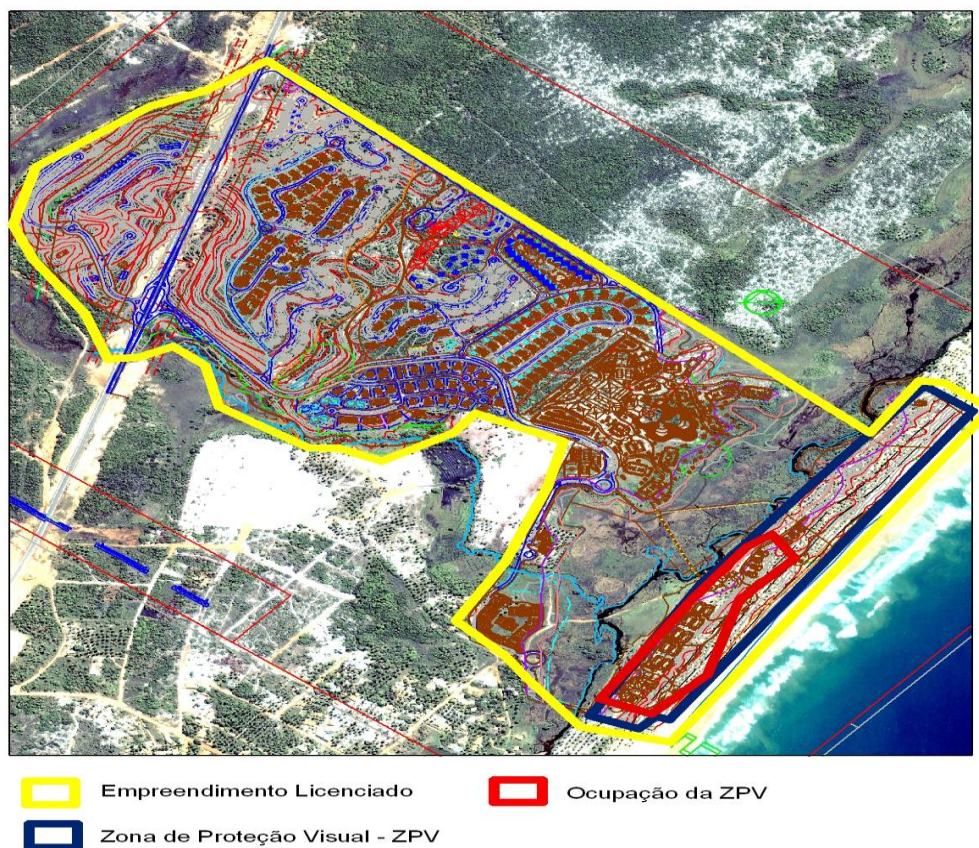 Empreendimento Licenciado
Ocupação da ZPV
Zona de Proteção Visual - ZPV